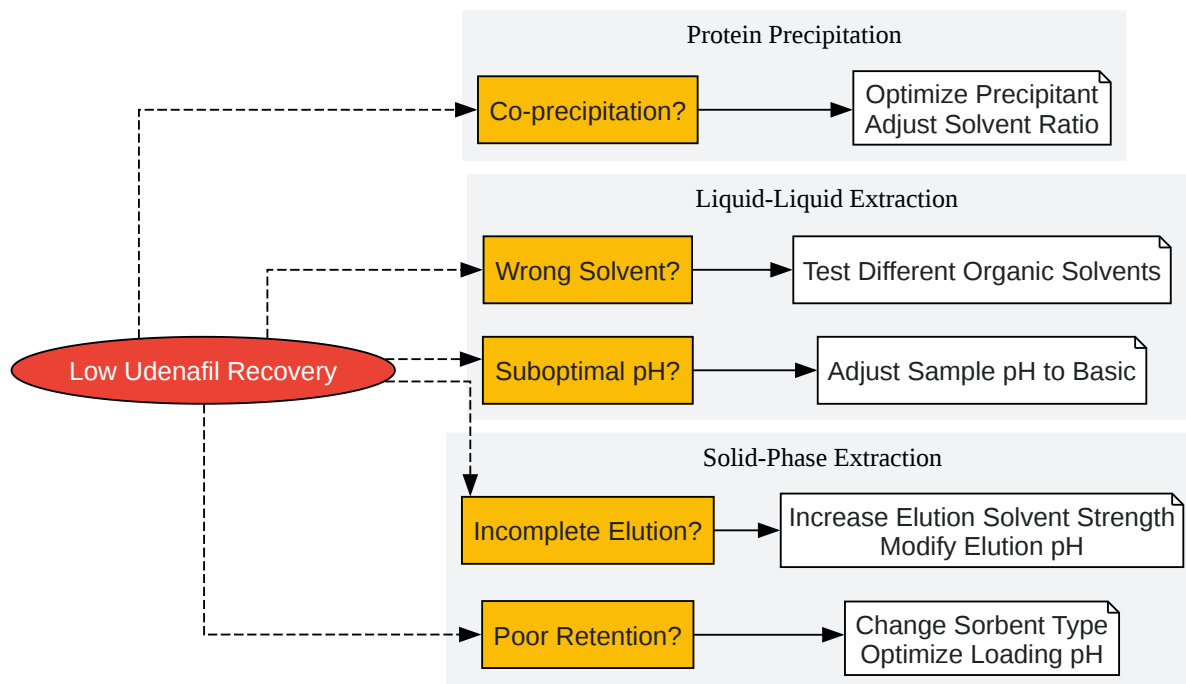 Protein Precipitation
Co-precipitation?
Optimize Precipitant
Adjust Solvent Ratio
Liquid-Liquid Extraction
Wrong Solvent?
Test Different Organic Solvents
Low Udenafil Recovery
Suboptimal pH?
Adjust Sample pH to Basic
Solid-Phase Extraction
Incomplete Elution?
Increase Elution Solvent Strength
Modify Elution pH
Poor Retention?
Change Sorbent Type
Optimize Loading pH